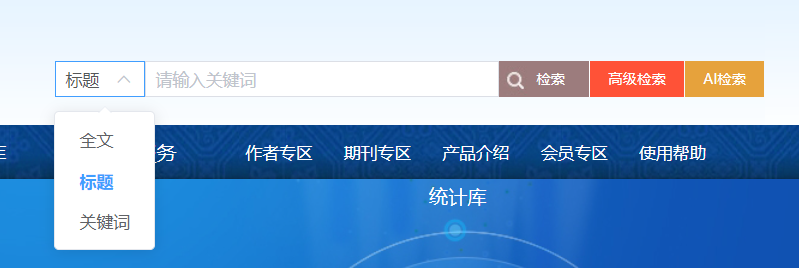 标题 请输入关键词 检索 高级检索 AI检索
全文
务 作者专区 期刊专区 产品介绍 会员专区 使用帮助
标题
统计库
关键词